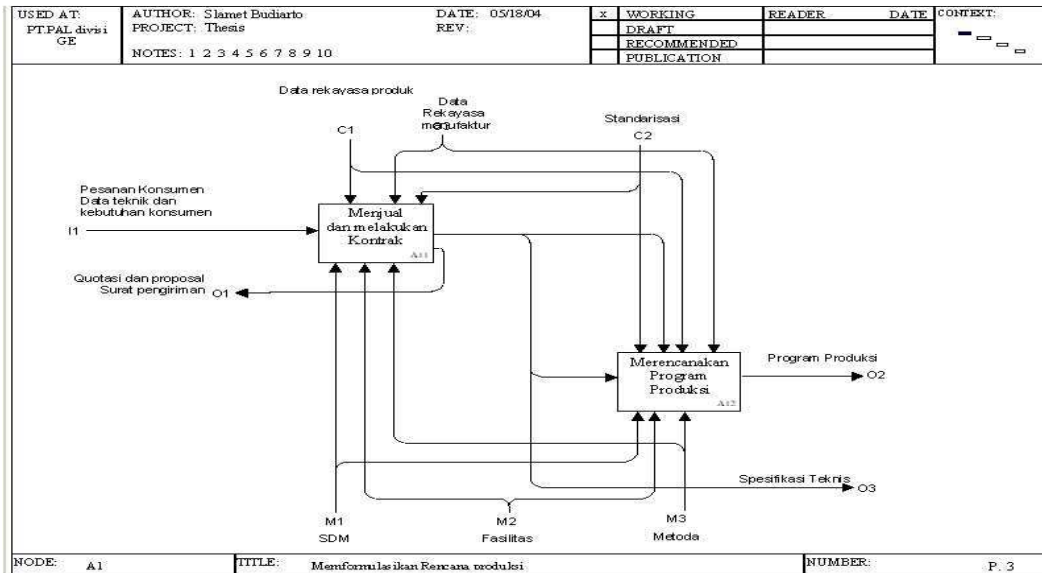 USED AT:
PT.PAL divisi
GE
AUTHOR: Slamet Budiarto
PROJECT: Thesis
NOTES: 1 2 3 4 5 6 7 8 9 10
DATE: 05/18/04
REV:
x WORKING
DRAFT
RECOMMENDED
PUBLICATION
READER DATE
CONTEXT:
Data rekayasa produk
C1
Data
Rekayasa
manufaktur
Standarisasi
C2
Pesanan Konsumen
Data teknik dan
kebutuhan konsumen
I1
Menjual
dan melakukan
Kontrak
A11
Quotasi dan proposal
Surat pengiriman O1
Merencanakan
Program
Produksi
A12
Program Produksi
O2
Spesifikasi Teknis
O3
M1
SDM
M2
Fasilitas
M3
Metoda
NODE: A1
TITLE: Memformulasikan Rencana produksi
NUMBER: P. 3